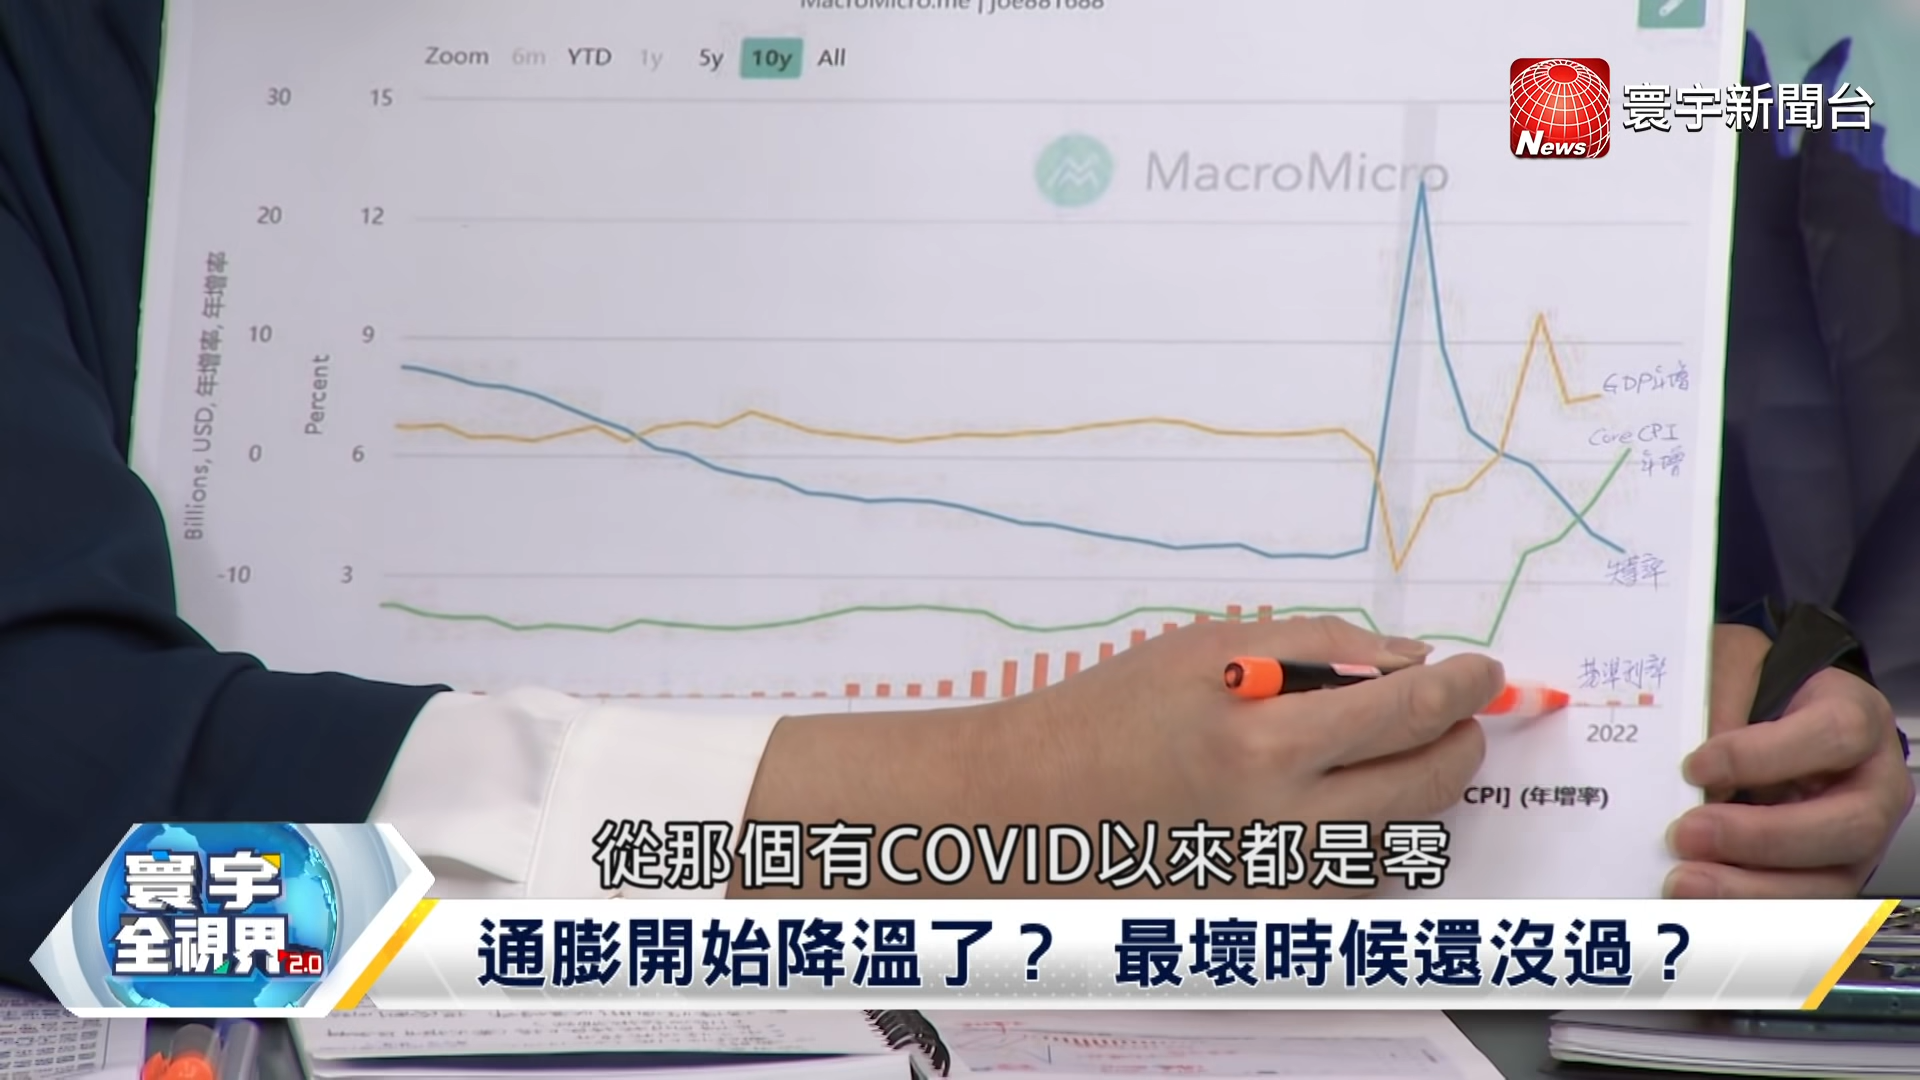 MacroMicro.me | joe881688
Zoom 6m YTD 1y 5y 10y All
30 15
20 12
10 9
0 6
-10 3
Billions, USD, 年增率, 年增率
Percent
MacroMicro
News
寰宇新聞台
GDP年增
Core CPI
年增
失業率
基準利率
2022
CPI] (年增率)
從那個有COVID以來都是零
寰宇
全視界2.0
通膨開始降溫了？ 最壞時候還沒過？